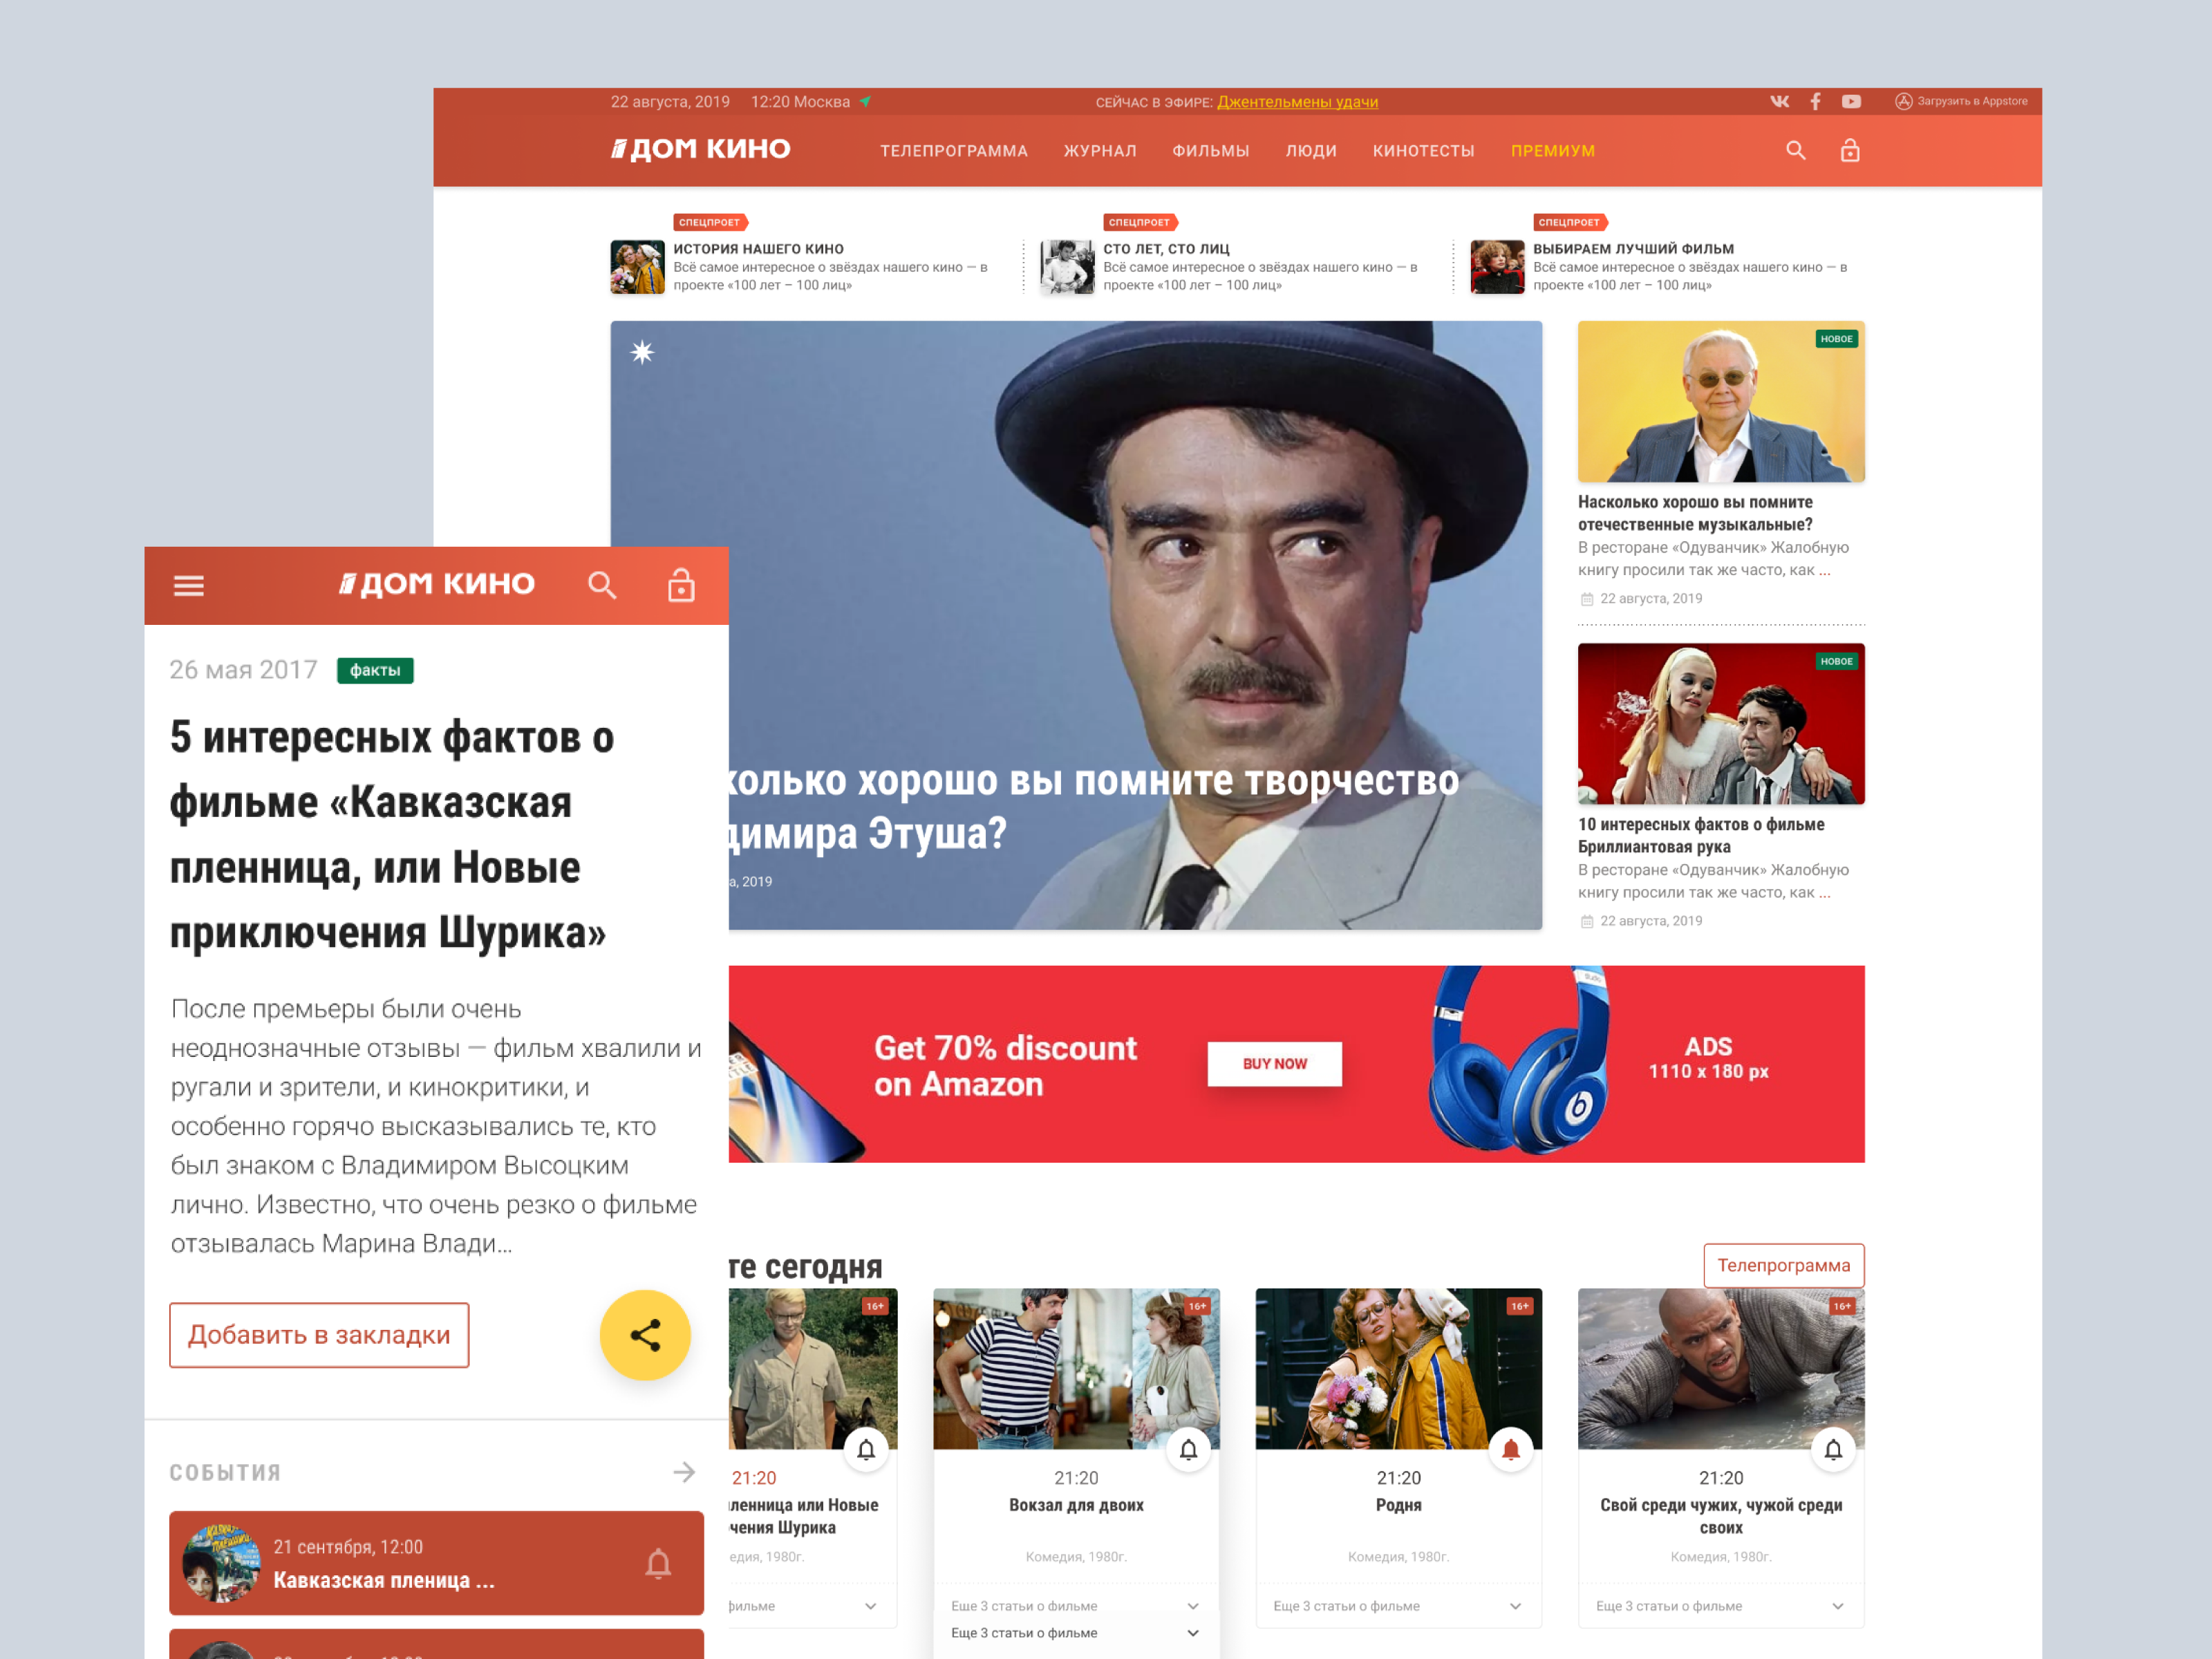 22 августа, 2019 12:20 Москва
СЕЙЧАС В ЭФИРЕ: Джентельмены удачи
Загрузить в Appstore
ДОМ КИНО
ТЕЛЕПРОГРАММА ЖУРНАЛ ФИЛЬМЫ ЛЮДИ КИНОТЕСТЫ ПРЕМИУМ
СПЕЦПРОЕТ
ИСТОРИЯ НАШЕГО КИНО
Всё самое интересное о звёздах нашего кино — в
проекте «100 лет – 100 лиц»
СПЕЦПРОЕТ
СТО ЛЕТ, СТО ЛИЦ
Всё самое интересное о звёздах нашего кино — в
проекте «100 лет – 100 лиц»
СПЕЦПРОЕТ
ВЫБИРАЕМ ЛУЧШИЙ ФИЛЬМ
Всё самое интересное о звёздах нашего кино — в
проекте «100 лет – 100 лиц»
колько хорошо вы помните творчество
димира Этуша?
а, 2019
НОВОЕ
Насколько хорошо вы помните
отечественные музыкальные?
В ресторане «Одуванчик» Жалобную
книгу просили так же часто, как ...
22 августа, 2019
НОВОЕ
10 интересных фактов о фильме
Бриллиантовая рука
В ресторане «Одуванчик» Жалобную
книгу просили так же часто, как ...
22 августа, 2019
Get 70% discount
on Amazon
BUY NOW
Studio
b
ADS
1110 x 180 px
те сегодня
Телепрограмма
16+
21:20
ленница или Новые
чения Шурика
едия, 1980г.
фильме
16+
21:20
Вокзал для двоих
Комедия, 1980г.
Еще 3 статьи о фильме
Еще 3 статьи о фильме
16+
21:20
Родня
Комедия, 1980г.
Еще 3 статьи о фильме
16+
21:20
Свой среди чужих, чужой среди
своих
Комедия, 1980г.
Еще 3 статьи о фильме
ДОМ КИНО
26 мая 2017 факты
5 интересных фактов о
фильме «Кавказская
пленница, или Новые
приключения Шурика»
После премьеры были очень
неоднозначные отзывы — фильм хвалили и
ругали и зрители, и кинокритики, и
особенно горячо высказывались те, кто
был знаком с Владимиром Высоцким
лично. Известно, что очень резко о фильме
отзывалась Марина Влади...
Добавить в закладки
СОБЫТИЯ
21 сентября, 12:00
Кавказская пленица ...